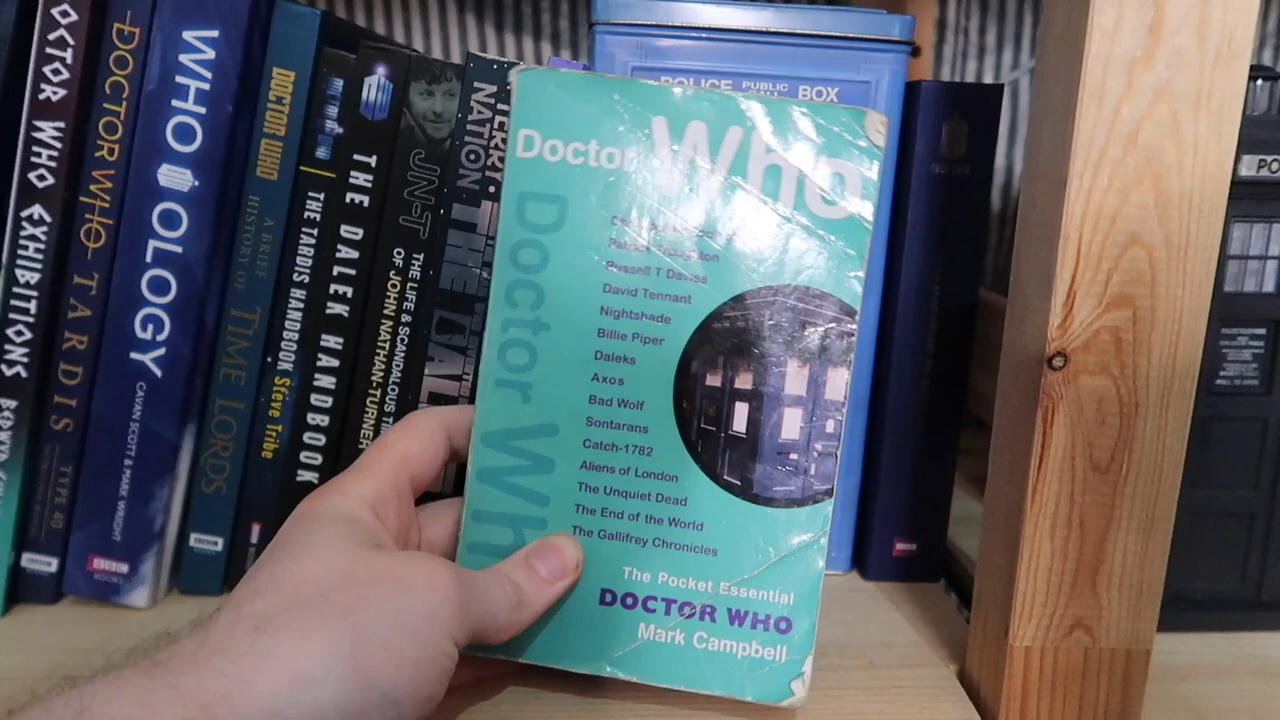 OCTOR WHO EXHIBITIONS
DOCTOR WHO TARDIS TYPE 40
WHO OLOGY
CAVAN SCOTT & MARK WRIGHT
BBC
BOOKS
DOCTOR WHO
A BRIEF
HISTORY OF TIME LORDS
BBC
THE TARDIS HANDBOOK Steve Tribe
THE DALEK HANDBOOK
JN-T
THE LIFE & SCANDALOUS
OF JOHN NATHAN-TURNER
TERRY
NATION
THE
POLICE PUBLIC CALL BOX
Doctor Who
Doctor Wh
Patrick Troughton
Russell T Davies
David Tennant
Nightshade
Billie Piper
Daleks
Axos
Bad Wolf
Sontarans
Catch-1782
Aliens of London
The Unquiet Dead
The End of the World
The Gallifrey Chronicles
The Pocket Essential
DOCTOR WHO
Mark Campbell
BBC
PO